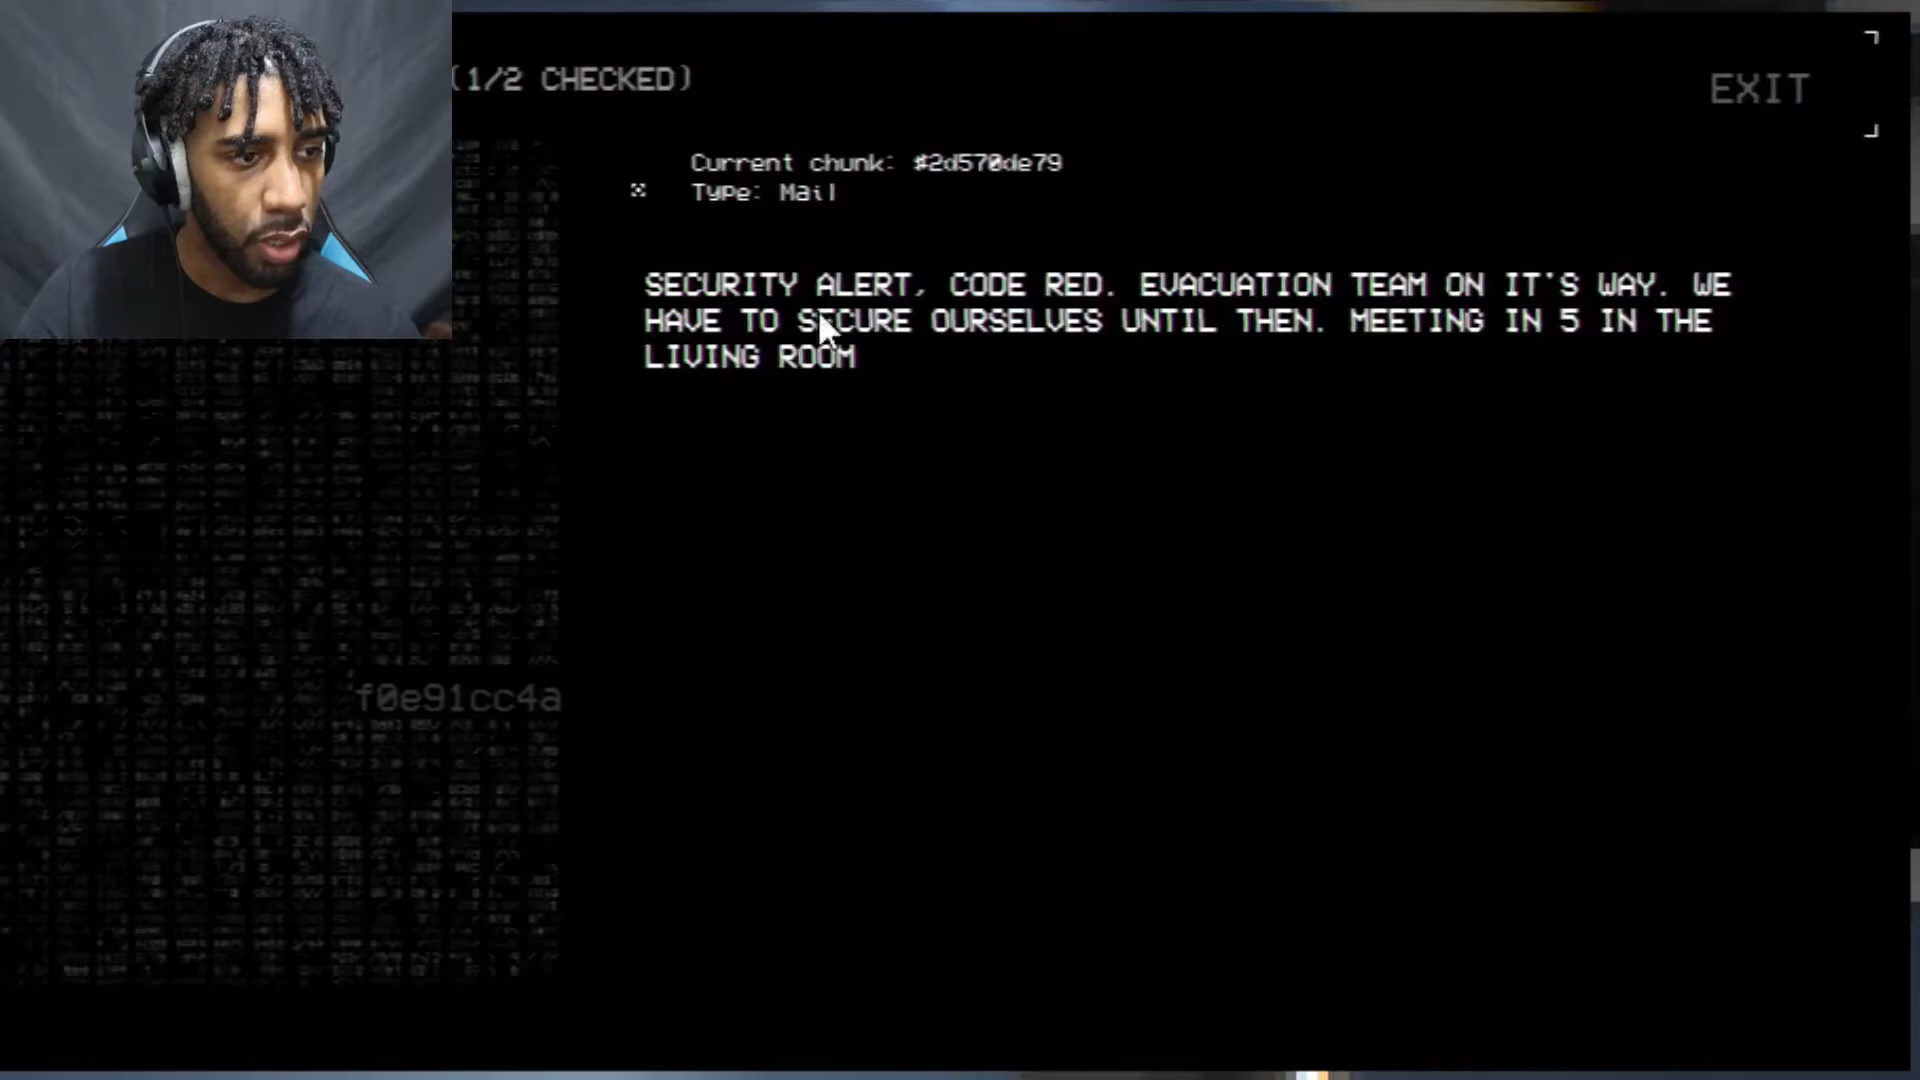 (1/2 CHECKED)
EXIT
Current chunk: #2d570de79
Type: Mail
SECURITY ALERT, CODE RED. EVACUATION TEAM ON IT'S WAY. WE
HAVE TO SECURE OURSELVES UNTIL THEN. MEETING IN 5 IN THE
LIVING ROOM
f0e91cc4a